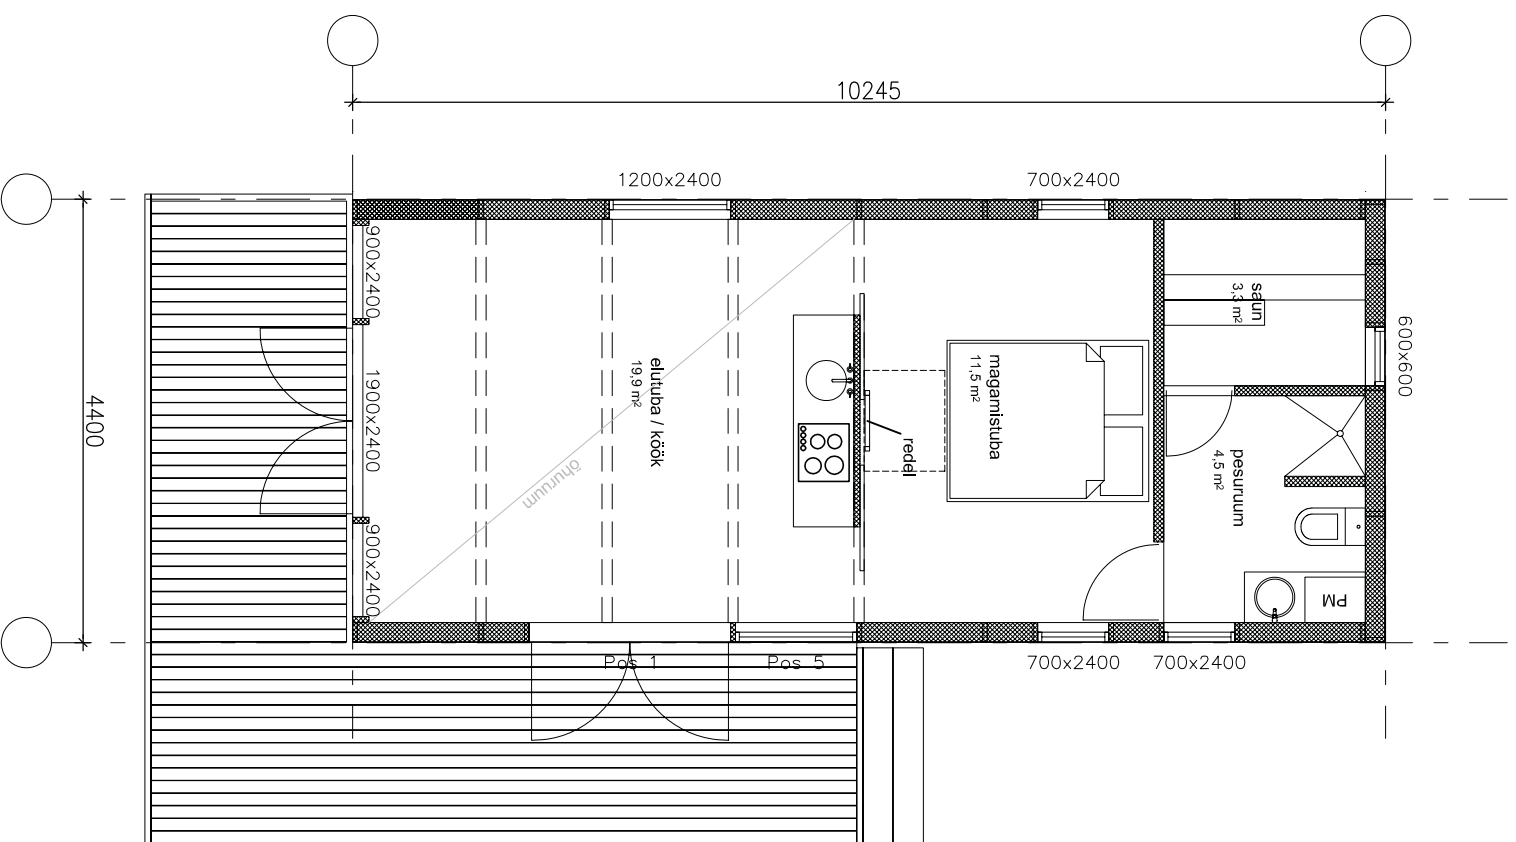 10245
1200x2400
700x2400
4400
900x2400
1900x2400
900x2400
elutuba / köök
19,9 m²
õhuruum
redel
magamistuba
11,5 m²
saun
3,3 m²
600x600
pesuruum
4,5 m²
PM
Pos 1
Pos 5
700x2400
700x2400